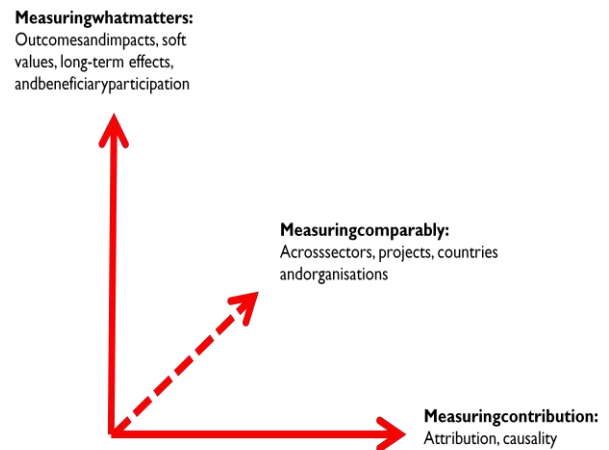 Measuringwhatmatters:
Outcomesandimpacts, soft
values, long-term effects,
andbeneficiaryparticipation
Measuringcomparably:
Acrosssectors, projects, countries
andorganisations
Measuringcontribution:
Attribution, causality